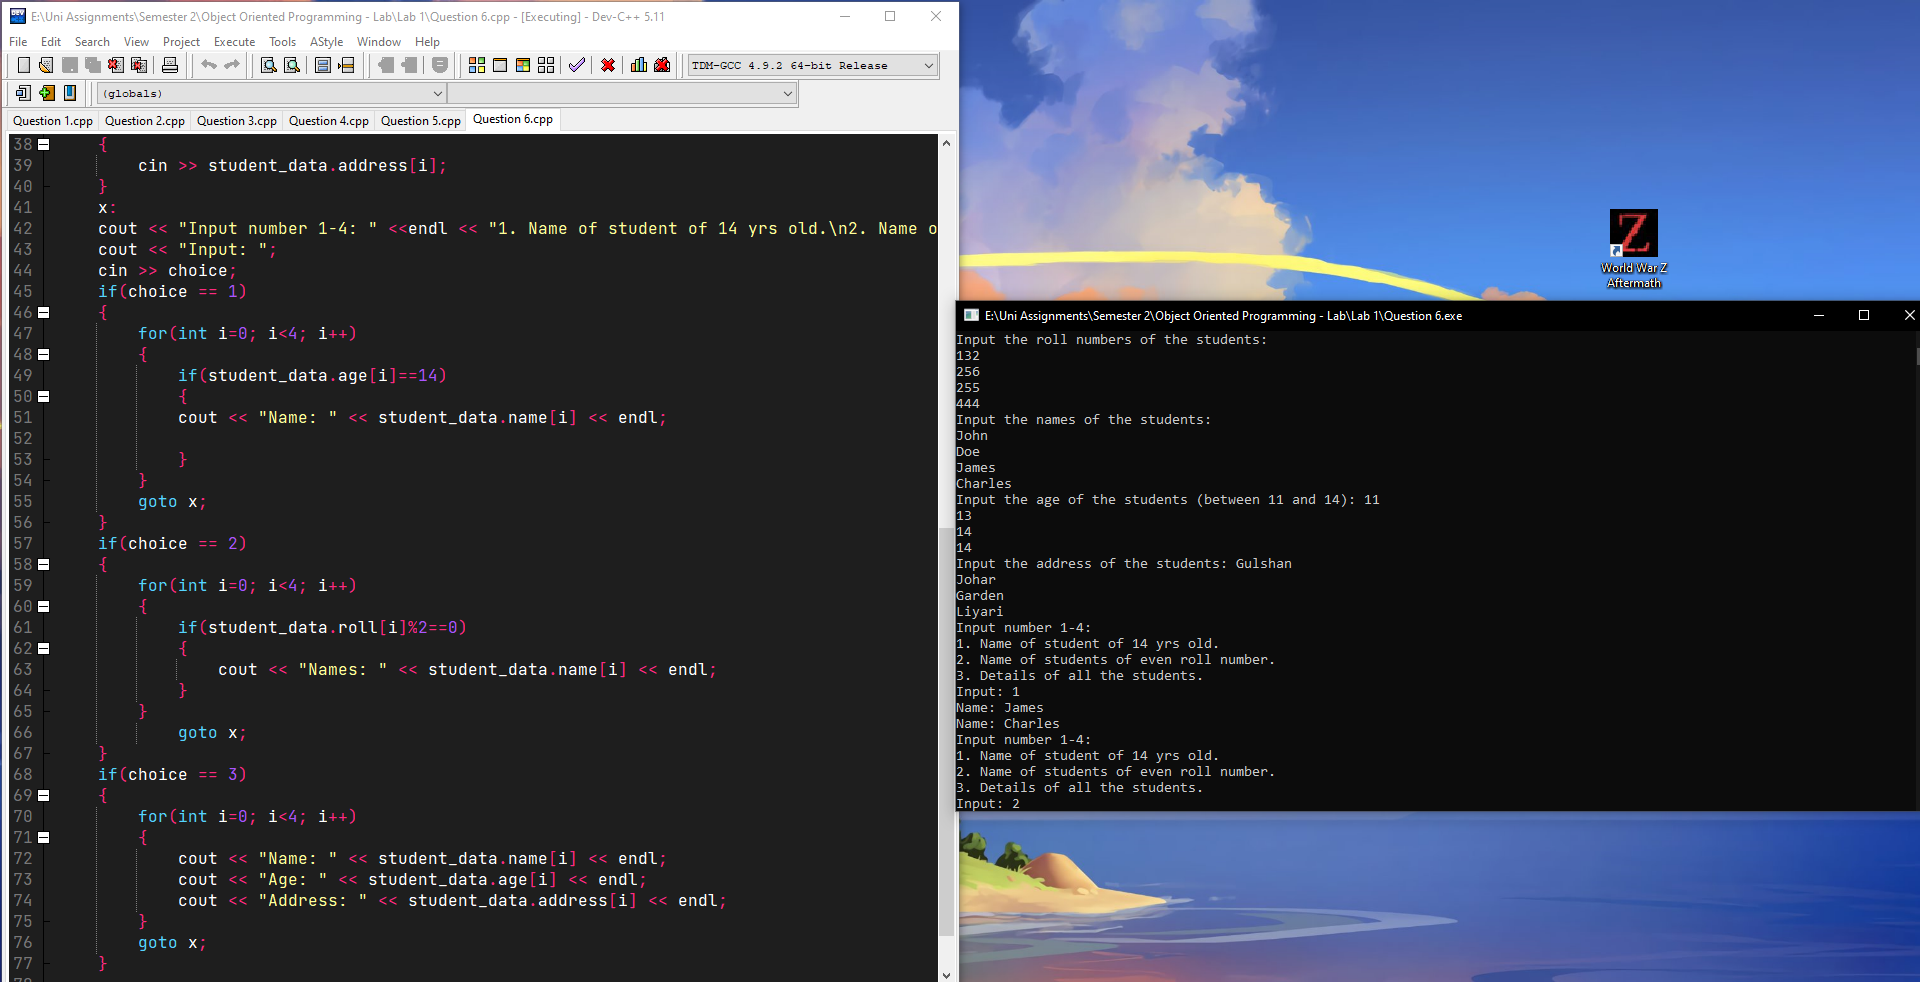 E:\Uni Assignments\Semester 2\Object Oriented Programming - Lab\Lab 1\Question 6.cpp - [Executing] - Dev-C++ 5.11
File Edit Search View Project Execute Tools AStyle Window Help
TDM-GCC 4.9.2 64-bit Release
(globals)
Question 1.cpp Question 2.cpp Question 3.cpp Question 4.cpp Question 5.cpp Question 6.cpp
38 {
39 cin >> student_data.address[i];
40 }
41 x:
42 cout << "Input number 1-4: " <<endl << "1. Name of student of 14 yrs old.\n2. Name o
43 cout << "Input: ";
44 cin >> choice;
45 if(choice == 1)
46 {
47 for(int i=0; i<4; i++)
48 {
49 if(student_data.age[i]==14)
50 {
51 cout << "Name: " << student_data.name[i] << endl;
52
53 }
54 }
55 goto x;
56 }
57 if(choice == 2)
58 {
59 for(int i=0; i<4; i++)
60 {
61 if(student_data.roll[i]%2==0)
62 {
63 cout << "Names: " << student_data.name[i] << endl;
64 }
65 }
66 goto x;
67 }
68 if(choice == 3)
69 {
70 for(int i=0; i<4; i++)
71 {
72 cout << "Name: " << student_data.name[i] << endl;
73 cout << "Age: " << student_data.age[i] << endl;
74 cout << "Address: " << student_data.address[i] << endl;
75 }
76 goto x;
77 }
Z
World War Z
Aftermath
E:\Uni Assignments\Semester 2\Object Oriented Programming - Lab\Lab 1\Question 6.exe
Input the roll numbers of the students:
132
256
255
444
Input the names of the students:
John
Doe
James
Charles
Input the age of the students (between 11 and 14): 11
13
14
14
Input the address of the students: Gulshan
Johar
Garden
Liyari
Input number 1-4:
1. Name of student of 14 yrs old.
2. Name of students of even roll number.
3. Details of all the students.
Input: 1
Name: James
Name: Charles
Input number 1-4:
1. Name of student of 14 yrs old.
2. Name of students of even roll number.
3. Details of all the students.
Input: 2